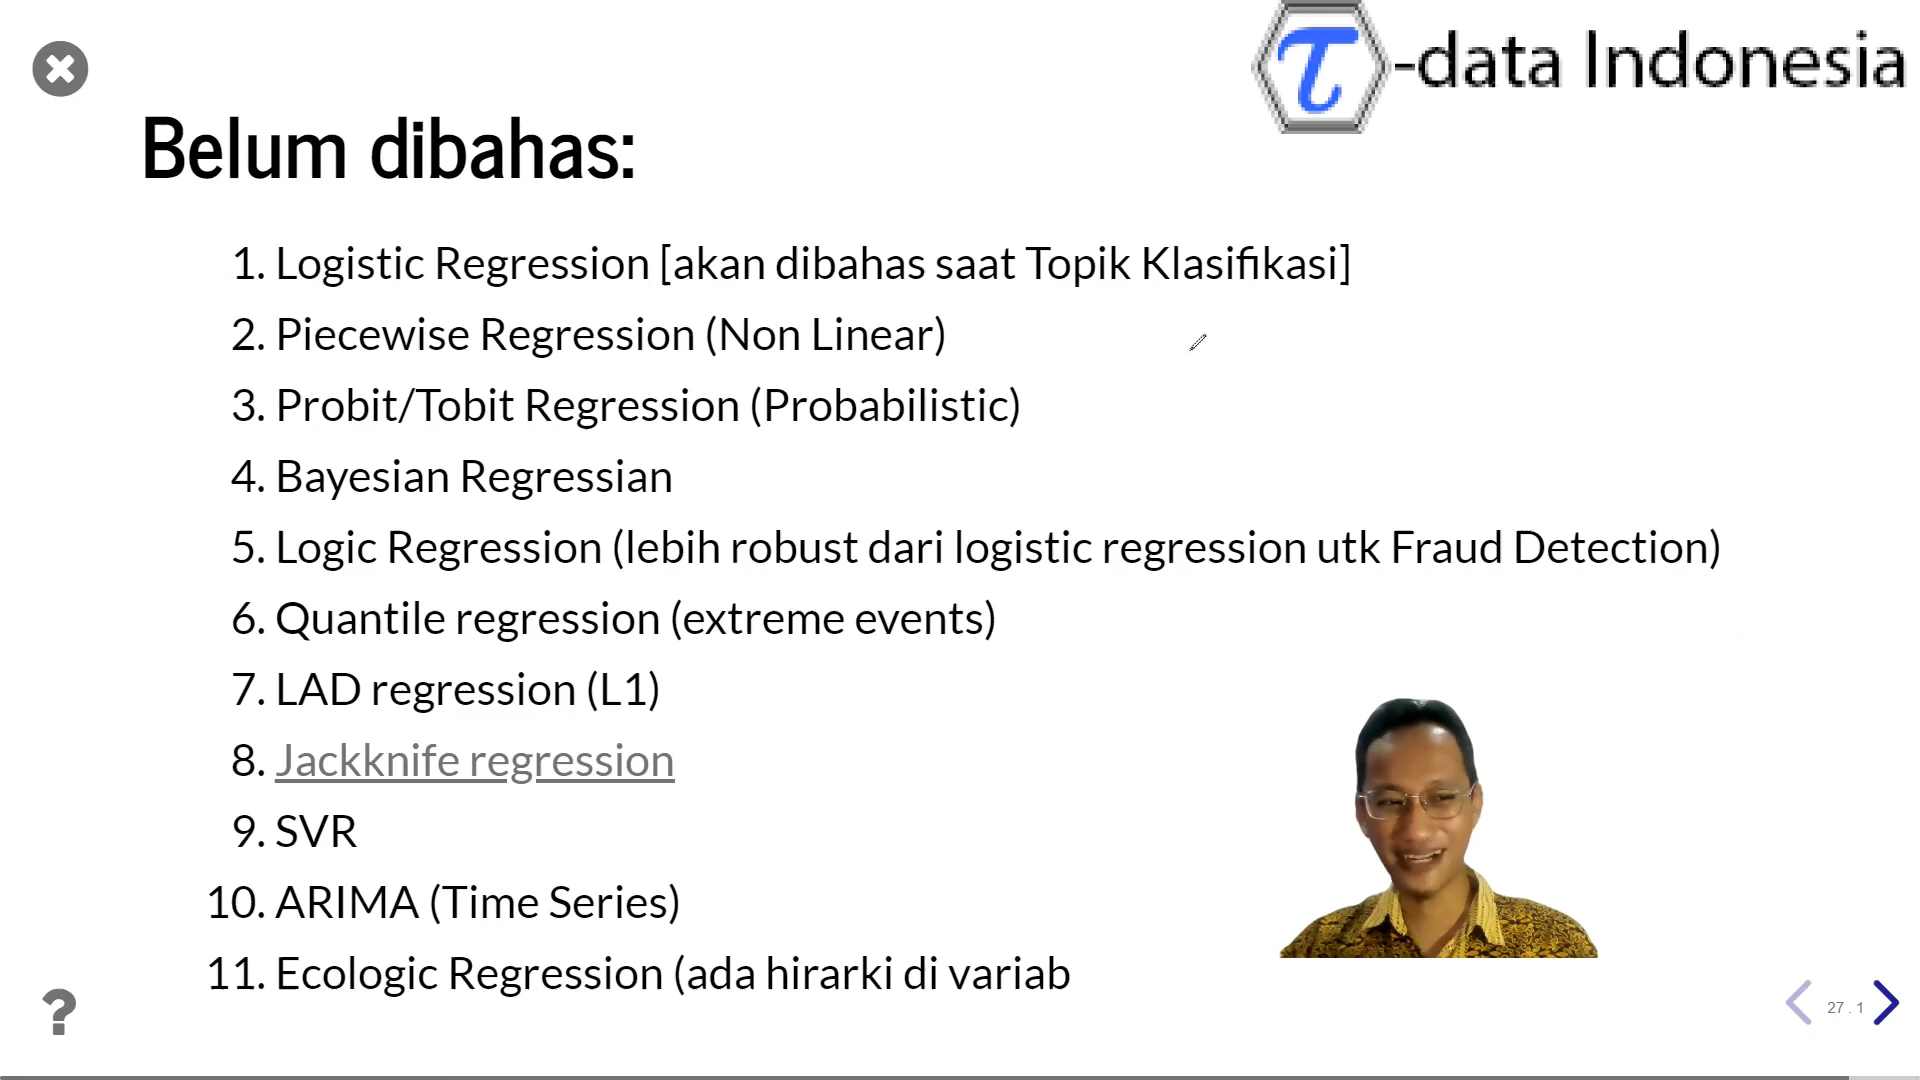 τ-data Indonesia
Belum dibahas:
1. Logistic Regression [akan dibahas saat Topik Klasifikasi]
2. Piecewise Regression (Non Linear)
3. Probit/Tobit Regression (Probabilistic)
4. Bayesian Regressian
5. Logic Regression (lebih robust dari logistic regression utk Fraud Detection)
6. Quantile regression (extreme events)
7. LAD regression (L1)
8. Jackknife regression
9. SVR
10. ARIMA (Time Series)
11. Ecologic Regression (ada hirarki di variab
?
27 . 1